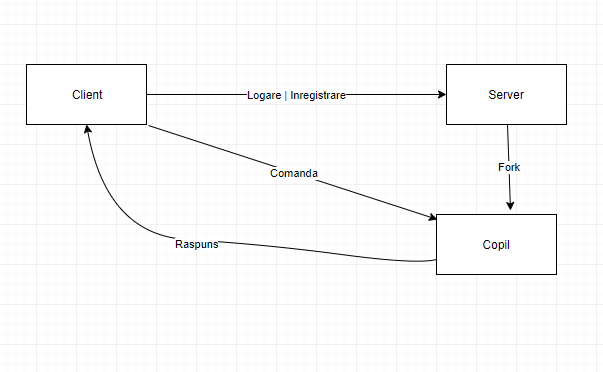 Client
Logare | Inregistrare
Server
Fork
Comanda
Copil
Raspuns